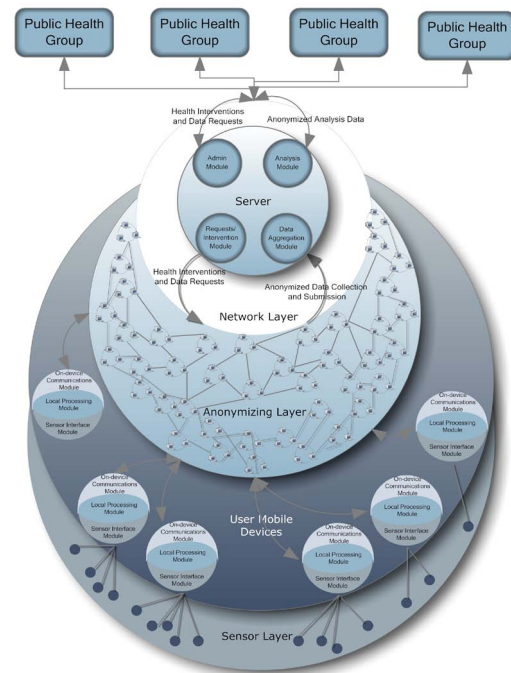 Public Health
Group
Public Health
Group
Public Health
Group
Public Health
Group
Health Interventions
and Data Requests
Anonymized Analysis Data
Admin
Module
Analysis
Module
Server
Requests/
Intervention
Module
Data
Aggregation
Module
Health Interventions
and Data Requests
Anonymized Data Collection
and Submission
Network Layer
Anonymizing Layer
On-device
Communications
Module
Local Processing
Module
Sensor Interface
Module
On-device
Communications
Module
Local Processing
Module
Sensor Interface
Module
On-device
Communications
Module
Local Processing
Module
Sensor Interface
Module
On-device
Communications
Module
Local Processing
Module
Sensor Interface
Module
User Mobile
Devices
On-device
Communications
Module
Local Processing
Module
Sensor Interface
Module
On-device
Communications
Module
Local Processing
Module
Sensor Interface
Module
Sensor Layer